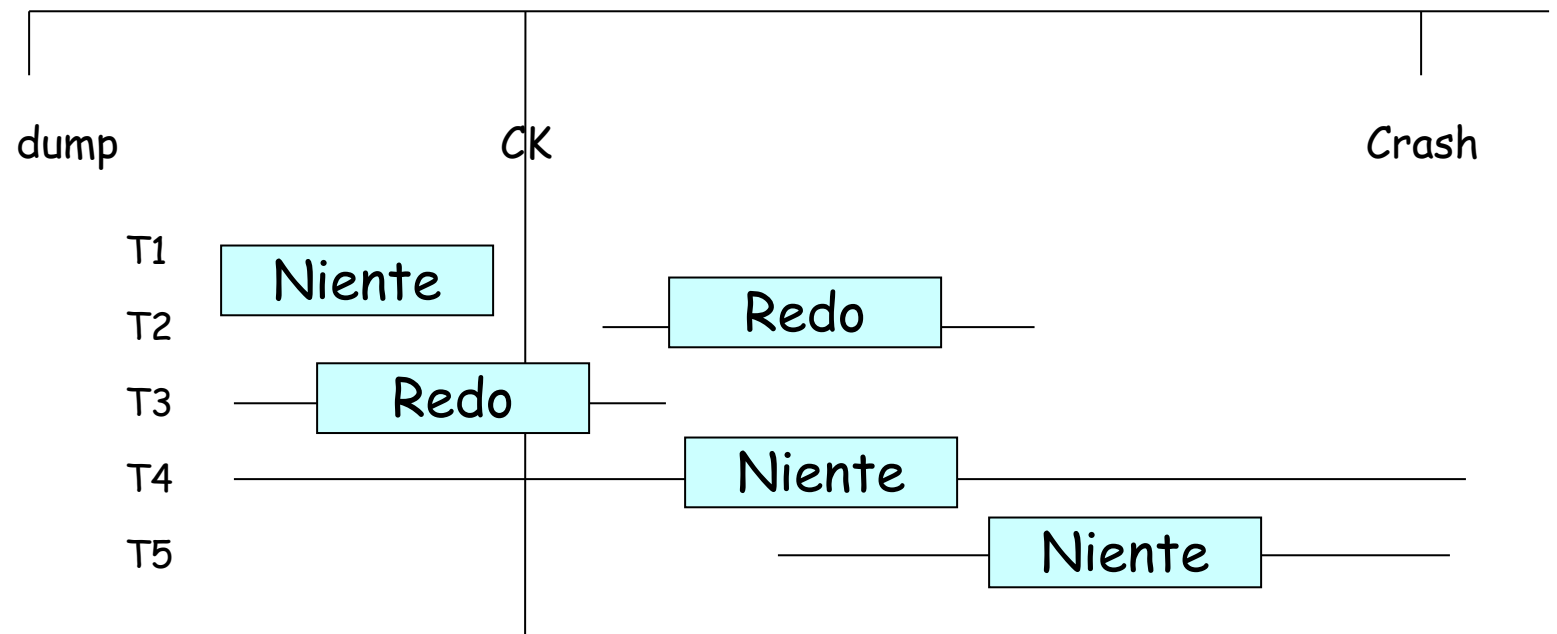 dump CK Crash
T1 Niente
T2 Redo
T3 Redo
T4 Niente
T5 Niente